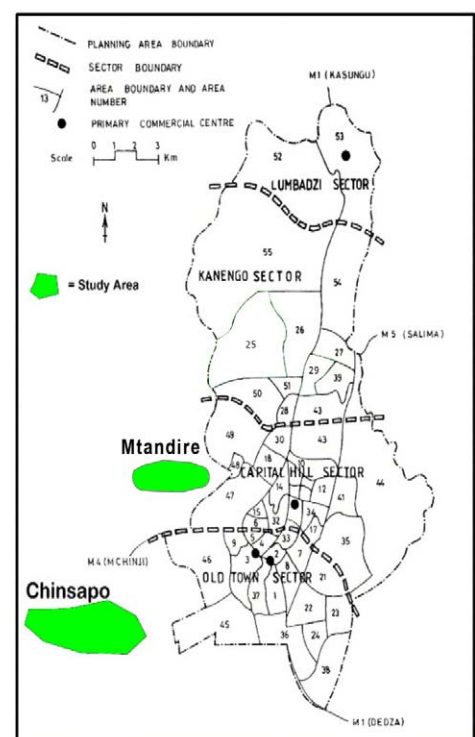 PLANNING AREA BOUNDARY
SECTOR BOUNDARY
AREA BOUNDARY AND AREA
NUMBER
13
PRIMARY COMMERCIAL CENTRE
Scale
0 1 2 3
Km
N
= Study Area
M1 (KASUNGU)
53
52
LUMBADZI SECTOR
55
KANENGO SECTOR
54
26
25
M5 (SALIMA)
27
29
39
51
50
28
43
49
30
43
Mtandire
18
10
48
CAPITAL HILL SECTOR
44
14
12
47
41
15
32
34
6
17
M4 (MCHINJI)
5
33
35
9
4
46
3
2
7
8
OLD TOWN SECTOR
21
Chinsapo
37
1
22
23
45
36
24
38
M1 (DEDZA)